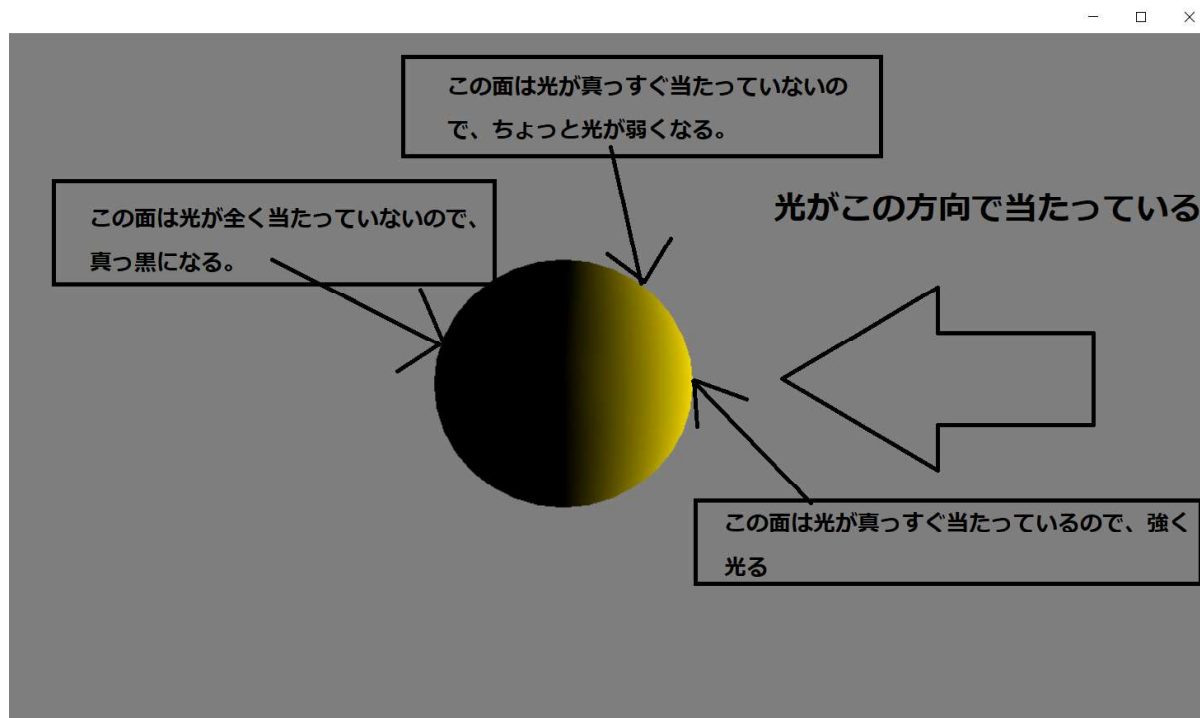 この面は光が真っすぐ当たっていないの
で、ちょっと光が弱くなる。
この面は光が全く当たっていないので、
真っ黒になる。
光がこの方向で当たっている
この面は光が真っすぐ当たっているので、強く
光る